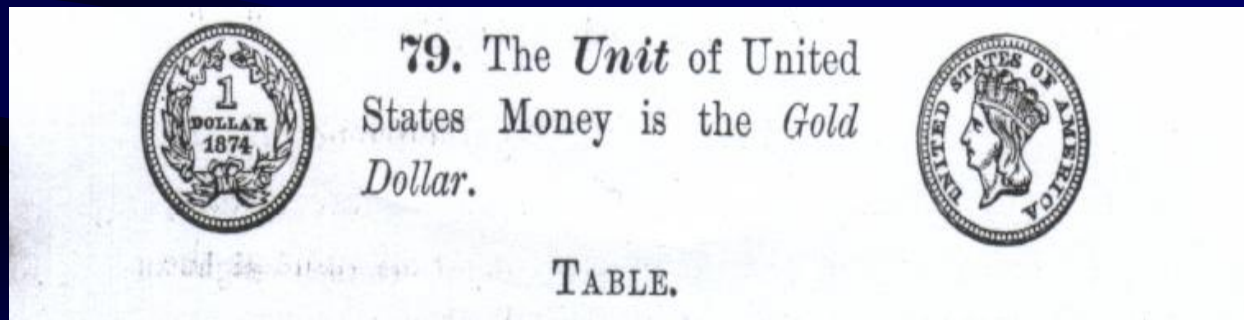 79. The Unit of United
States Money is the Gold
Dollar.
1
DOLLAR
1874
UNITED STATES OF AMERICA
TABLE.